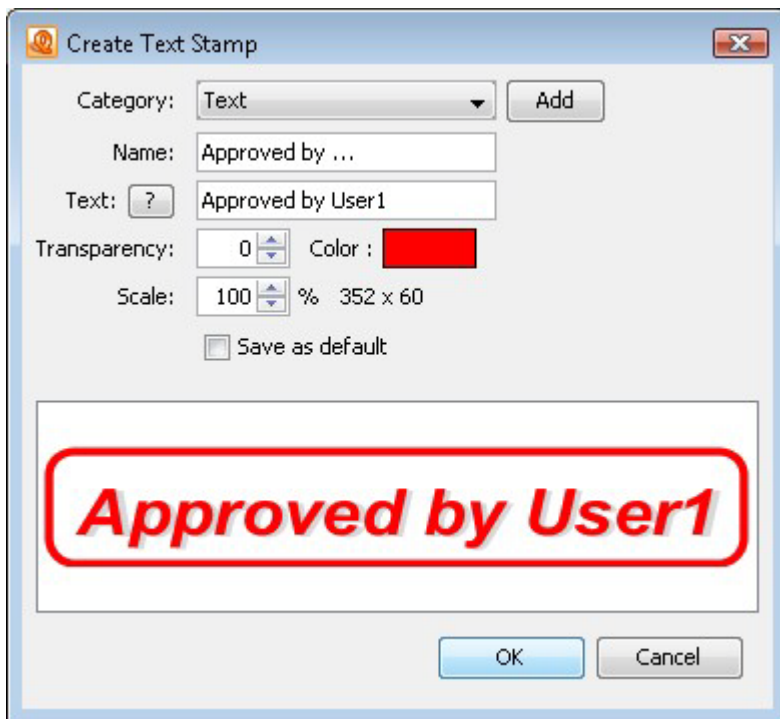 Create Text Stamp
Category: Text Add
Name: Approved by ...
Text: ? Approved by User1
Transparency: 0 Color :
Scale: 100 % 352 x 60
Save as default
Approved by User1
OK Cancel